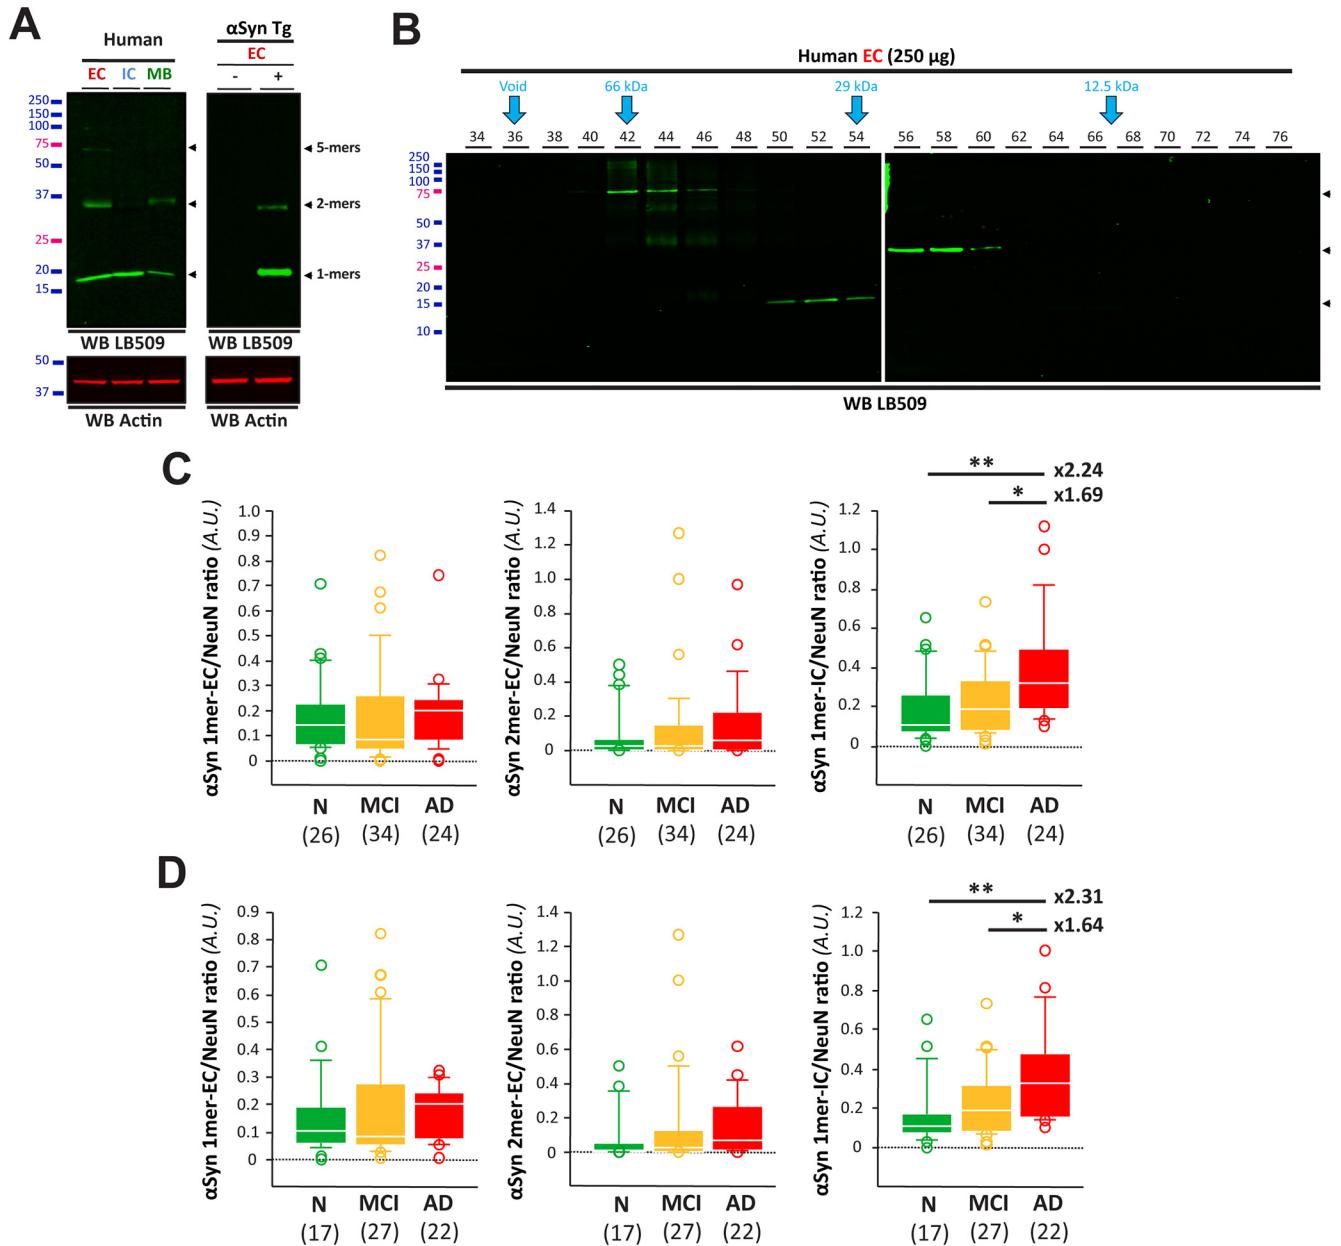 A
Human
EC IC MB
αSyn Tg
EC
- +
250
150
100
75
50
37
25
20
15
5-mers
2-mers
1-mers
WB LB509
WB LB509
50
37
WB Actin
WB Actin
B
Human EC (250 µg)
Void 66 kDa 29 kDa 12.5 kDa
34 36 38 40 42 44 46 48 50 52 54 56 58 60 62 64 66 68 70 72 74 76
250
150
100
75
50
37
25
20
15
10
WB LB509
C
αSyn 1mer-EC/NeuN ratio (A.U.)
1.0
0.9
0.8
0.7
0.6
0.5
0.4
0.3
0.2
0.1
0
N MCI AD
(26) (34) (24)
αSyn 2mer-EC/NeuN ratio (A.U.)
1.4
1.2
1.0
0.8
0.6
0.4
0.2
0
N MCI AD
(26) (34) (24)
αSyn 1mer-IC/NeuN ratio (A.U.)
** x2.24
* x1.69
1.2
1.0
0.8
0.6
0.4
0.2
0
N MCI AD
(26) (34) (24)
D
αSyn 1mer-EC/NeuN ratio (A.U.)
0.9
0.8
0.7
0.6
0.5
0.4
0.3
0.2
0.1
0
N MCI AD
(17) (27) (22)
αSyn 2mer-EC/NeuN ratio (A.U.)
1.4
1.2
1.0
0.8
0.6
0.4
0.2
0
N MCI AD
(17) (27) (22)
αSyn 1mer-IC/NeuN ratio (A.U.)
** x2.31
* x1.64
1.2
1.0
0.8
0.6
0.4
0.2
0
N MCI AD
(17) (27) (22)